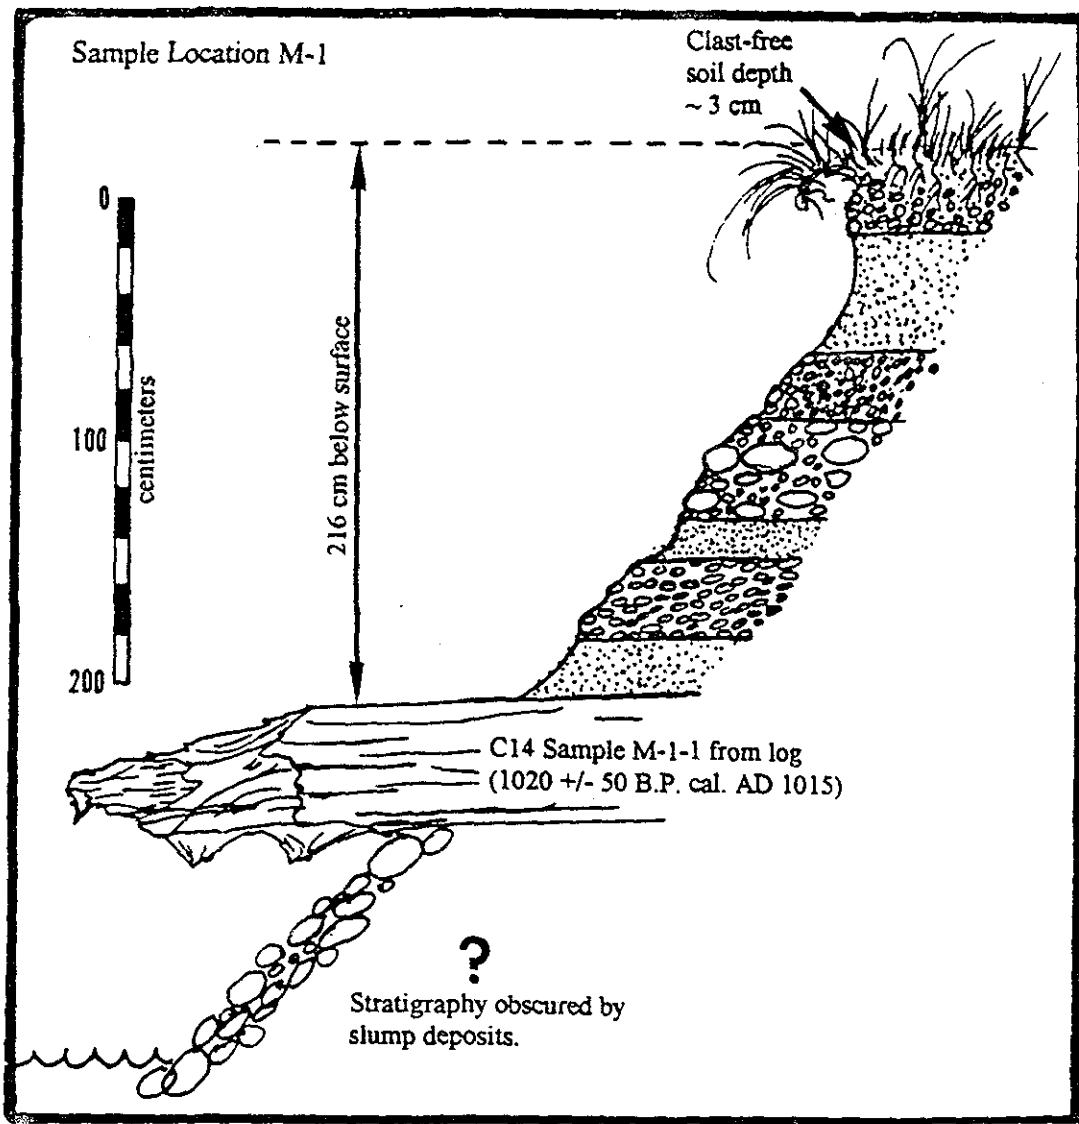 Sample Location M-1
Clast-free
soil depth
~ 3 cm
0
100
200
centimeters
216 cm below surface
C14 Sample M-1-1 from log
(1020 +/- 50 B.P. cal. AD 1015)
?
Stratigraphy obscured by
slump deposits.